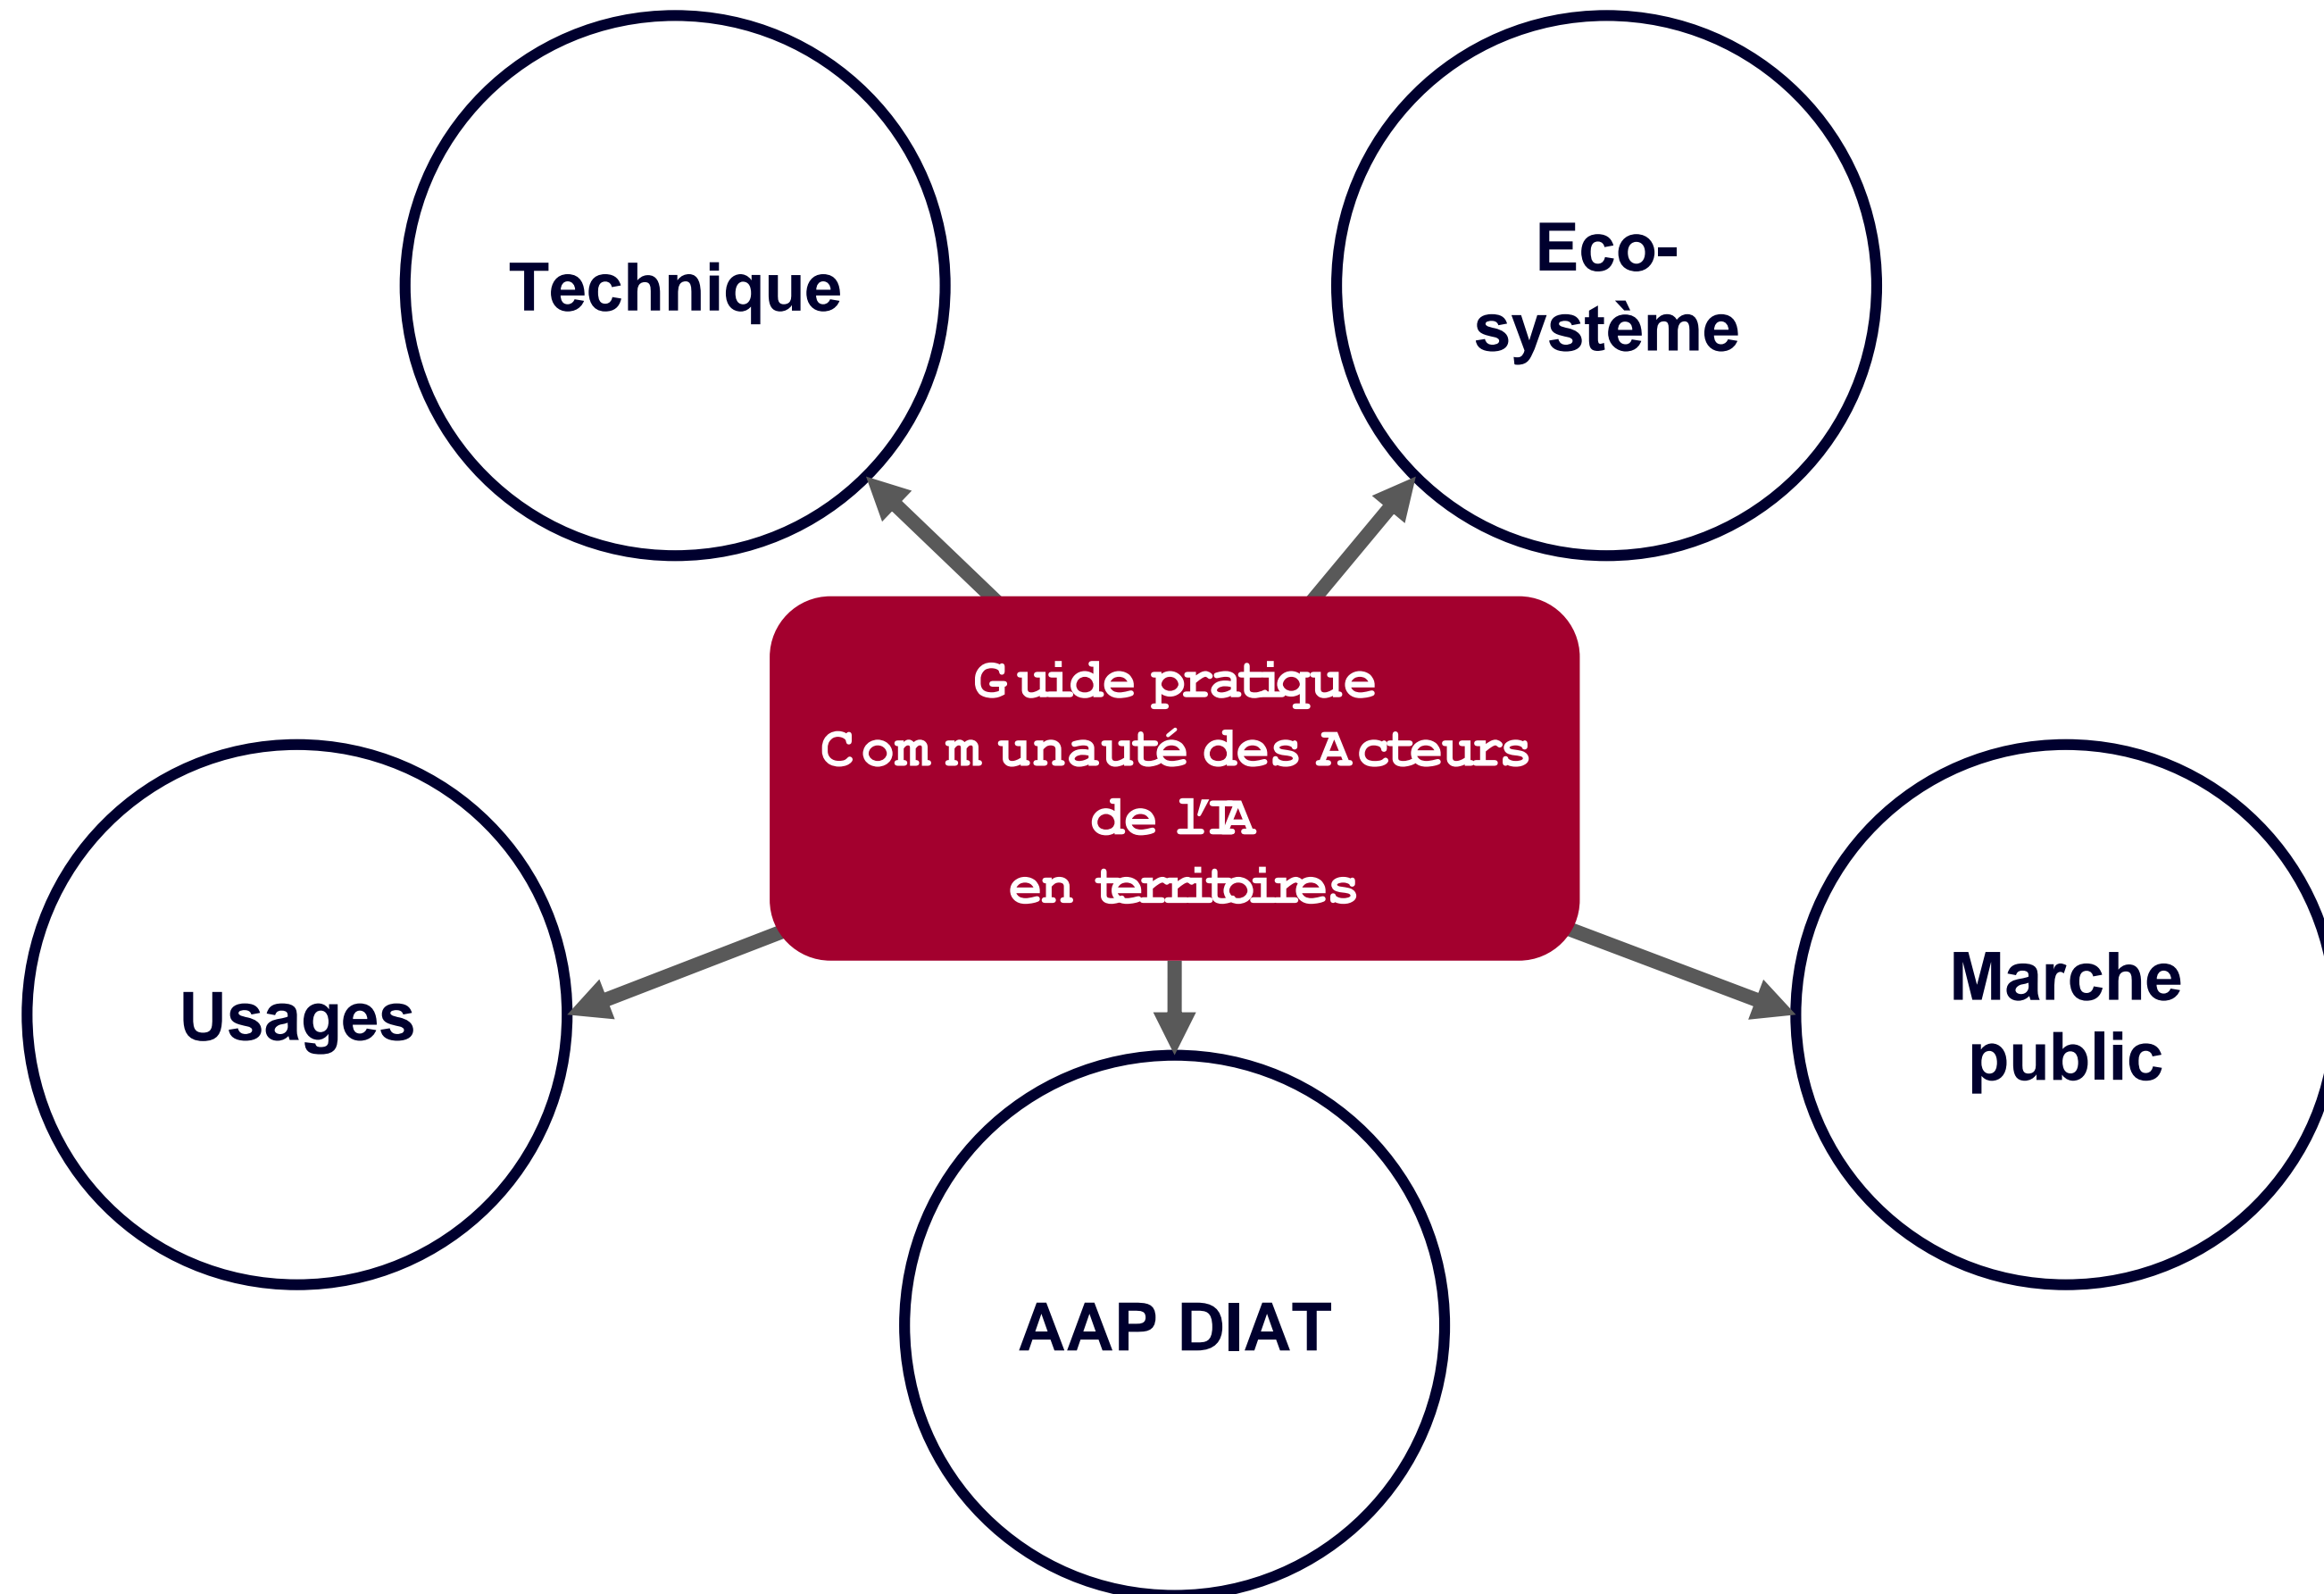 Technique
Eco-
système
Guide pratique
Communauté des Acteurs
de l'IA
en territoires
Usages
Marche
public
AAP DIAT